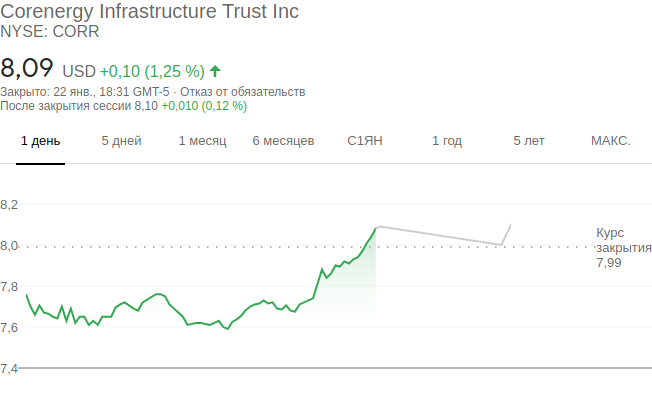 Corenergy Infrastructure Trust Inc
NYSE: CORR
8,09 USD +0,10 (1,25 %)
Закрыто: 22 янв., 18:31 GMT-5 · Отказ от обязательств
После закрытия сессии 8,10 +0,010 (0,12 %)
1 день 5 дней 1 месяц 6 месяцев С1ЯН 1 год 5 лет МАКС.
8,2
8,0
7,8
7,6
7,4
Курс
закрытия
7,99